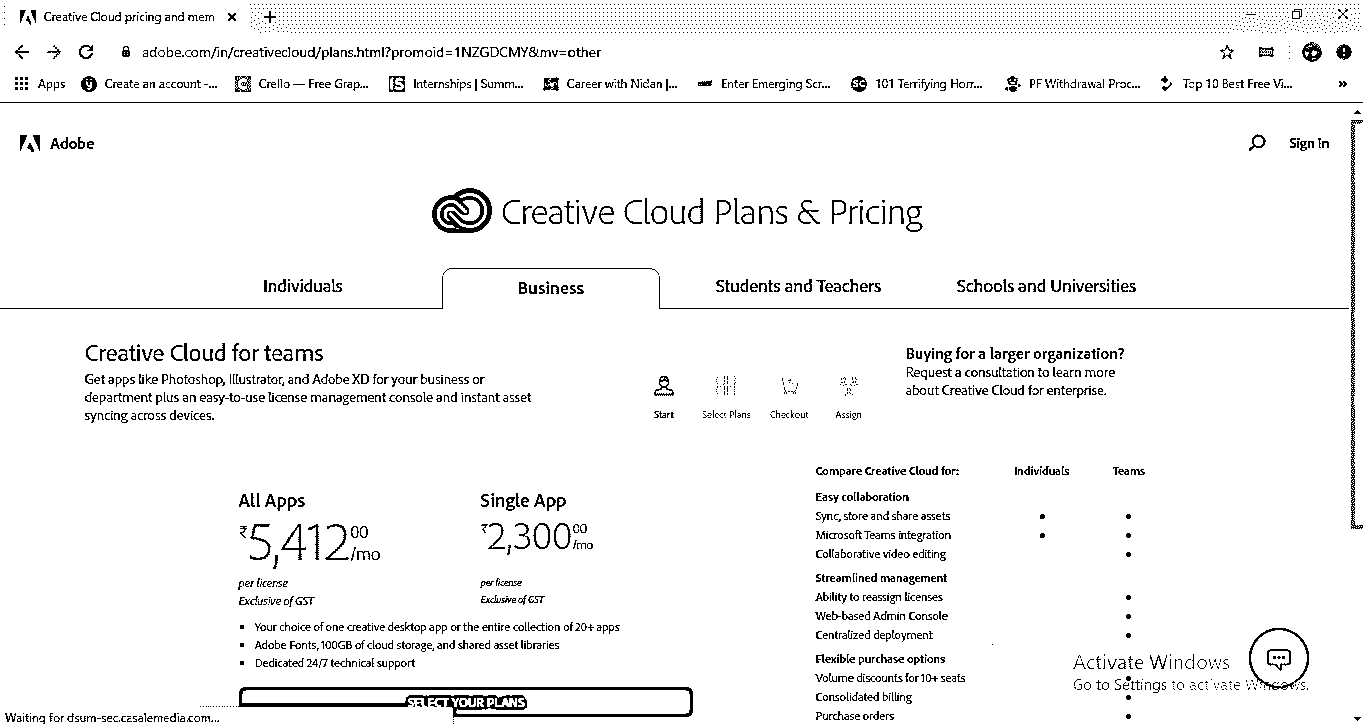 Creative Cloud pricing and mem
adobe.com/in/creativecloud/plans.html?promoid=1NZGDCMY&mv=other
Apps Create an account -... Crello — Free Grap... Internships | Summ... Career with Nidan |... Enter Emerging Scr... 101 Terrifying Horr... PF Withdrawal Proc... Top 10 Best Free Vi... »
Adobe Sign In
Creative Cloud Plans & Pricing
Individuals Business Students and Teachers Schools and Universities
Creative Cloud for teams
Get apps like Photoshop, Illustrator, and Adobe XD for your business or
department plus an easy-to-use license management console and instant asset
syncing across devices.
Start Select Plans Checkout Assign
Buying for a larger organization?
Request a consultation to learn more
about Creative Cloud for enterprise.
All Apps
₹5,41200/mo
per license
Exclusive of GST
Single App
₹2,30000/mo
per license
Exclusive of GST
Your choice of one creative desktop app or the entire collection of 20+ apps
Adobe Fonts, 100GB of cloud storage, and shared asset libraries
Dedicated 24/7 technical support
SELECT YOUR PLANS
Compare Creative Cloud for: Individuals Teams
Easy collaboration
Sync, store and share assets • •
Microsoft Teams integration • •
Collaborative video editing •
Streamlined management
Ability to reassign licenses •
Web-based Admin Console •
Centralized deployment •
Flexible purchase options
Volume discounts for 10+ seats •
Consolidated billing •
Purchase orders •
Activate Windows
Go to Settings to activate Windows.
Waiting for dsum-sec.casalemedia.com...